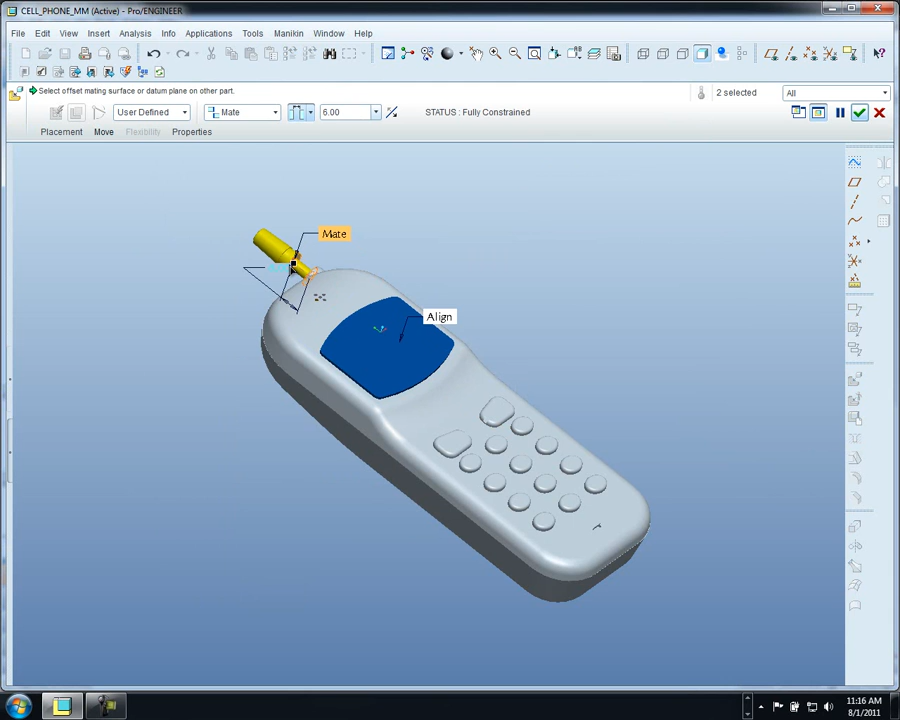 CELL_PHONE_MM (Active) - Pro/ENGINEER
File Edit View Insert Analysis Info Applications Tools Manikin Window Help
Select offset mating surface or datum plane on other part.
2 selected
All
User Defined
Mate
6.00
STATUS : Fully Constrained
Placement Move Flexibility Properties
Mate
Align
11:16 AM
8/1/2011